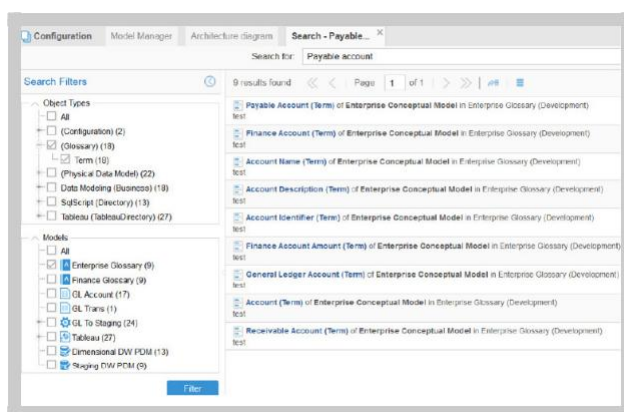 Configuration Model Manager Architecture diagram Search - Payable... ×
Search for: Payable account
Search Filters
Object Types
All
(Configuration) (2)
(Glossary) (18)
Term (18)
(Physical Data Model) (22)
Data Modeling (Business) (18)
SqlScript (Directory) (13)
Tableau (TableauDirectory) (27)
Models
All
Enterprise Glossary (9)
Finance Glossary (9)
GL Account (17)
GL Trans (1)
GL To Staging (24)
Tableau (27)
Dimensional DW PDM (13)
Staging DW PDM (9)
Filter
9 results found Page 1 of 1
Payable Account (Term) of Enterprise Conceptual Model in Enterprise Glossary (Development)
test
Finance Account (Term) of Enterprise Conceptual Model in Enterprise Glossary (Development)
test
Account Name (Term) of Enterprise Conceptual Model in Enterprise Glossary (Development)
test
Account Description (Term) of Enterprise Conceptual Model in Enterprise Glossary (Development)
test
Account Identifier (Term) of Enterprise Conceptual Model in Enterprise Glossary (Development)
test
Finance Account Amount (Term) of Enterprise Conceptual Model in Enterprise Glossary (Development)
test
General Ledger Account (Term) of Enterprise Conceptual Model in Enterprise Glossary (Development)
test
Account (Term) of Enterprise Conceptual Model in Enterprise Glossary (Development)
test
Receivable Account (Term) of Enterprise Conceptual Model in Enterprise Glossary (Development)
test